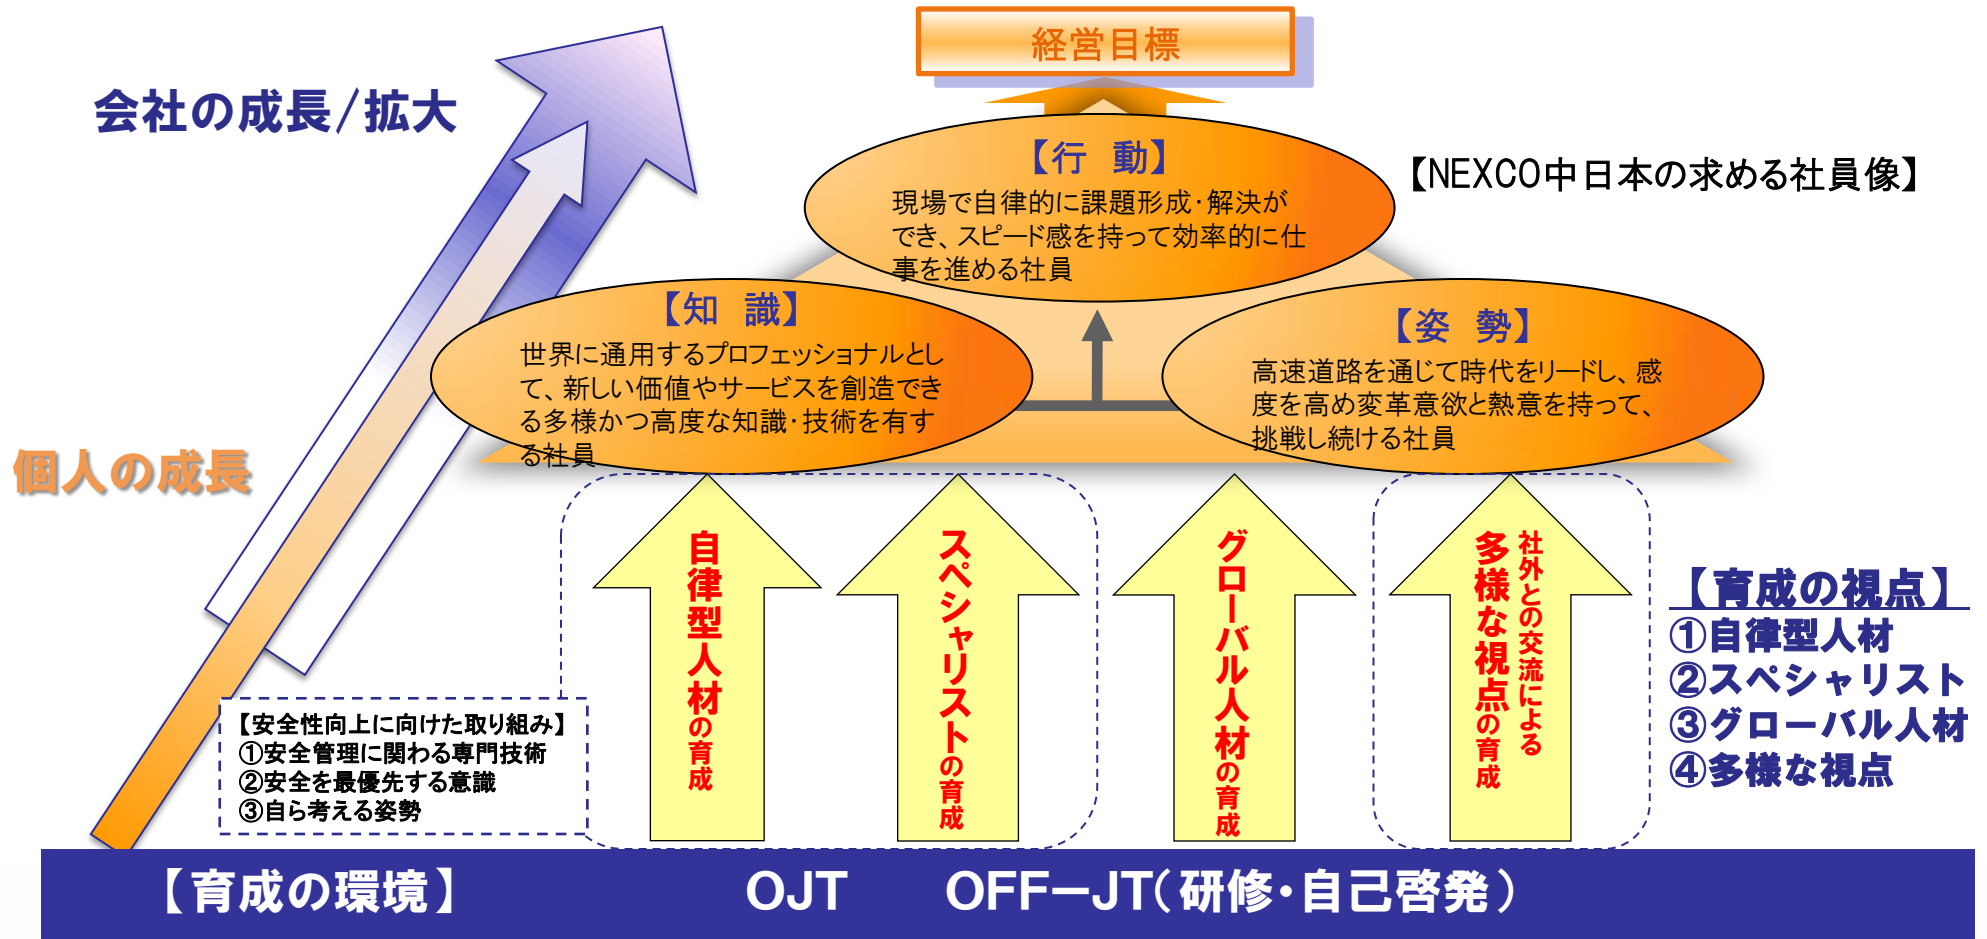 経営目標
会社の成長/拡大
【行　動】
現場で自律的に課題形成・解決が
でき、スピード感を持って効率的に仕
事を進める社員
【NEXCO中日本の求める社員像】
【知　識】
世界に通用するプロフェッショナルとし
て、新しい価値やサービスを創造でき
る多様かつ高度な知識・技術を有す
る社員
【姿　勢】
高速道路を通じて時代をリードし、感
度を高め変革意欲と熱意を持って、
挑戦し続ける社員
個人の成長
自律型人材の育成
スペシャリストの育成
グローバル人材の育成
社外との交流による
多様な視点の育成
【育成の視点】
①自律型人材
②スペシャリスト
③グローバル人材
④多様な視点
【安全性向上に向けた取り組み】
①安全管理に関わる専門技術
②安全を最優先する意識
③自ら考える姿勢
【育成の環境】　OJT　OFF－JT（研修・自己啓発）